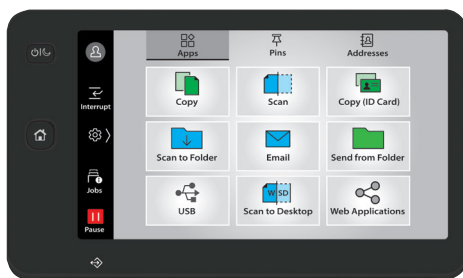 Apps
Pins
Addresses
Interrupt
Copy
Scan
Copy (ID Card)
Scan to Folder
Email
Send from Folder
Jobs
USB
W SD
Scan to Desktop
Web Applications
Pause